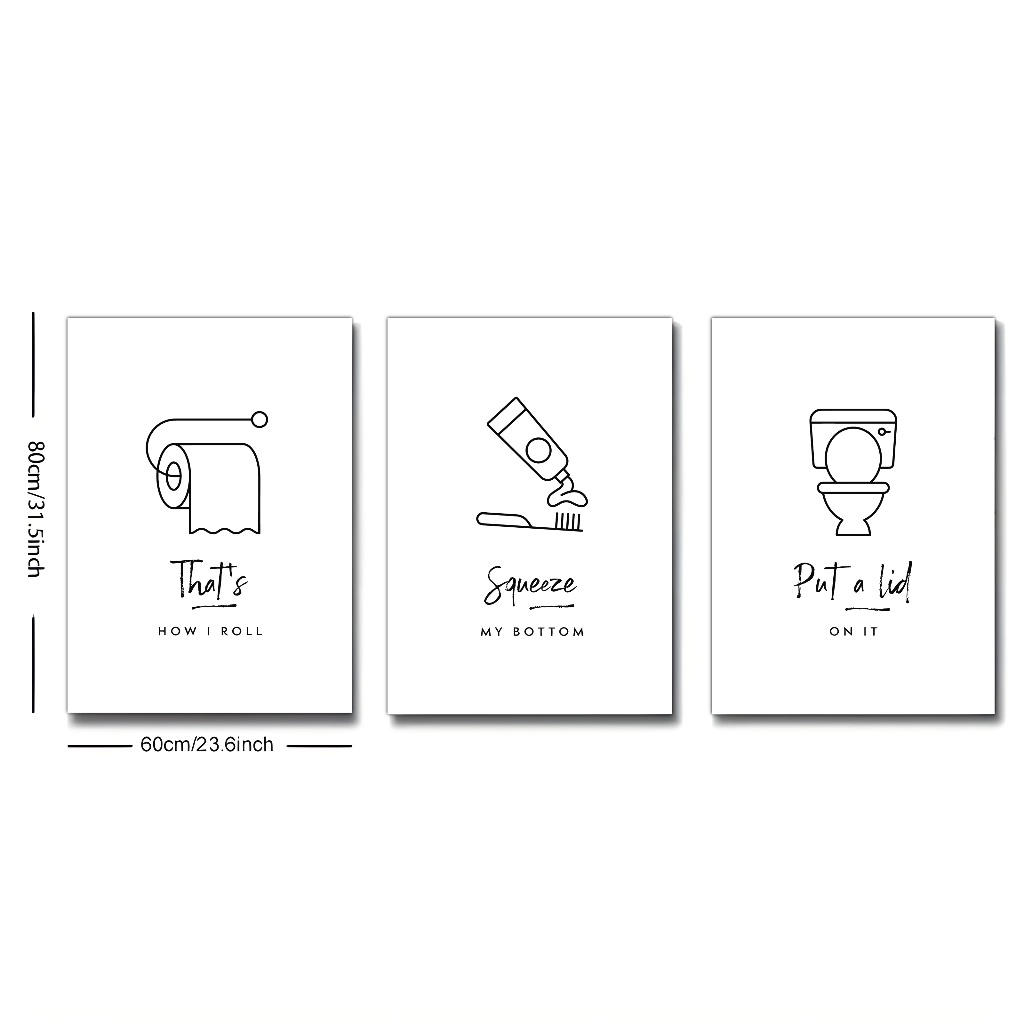 80cm/31.5inch
That's
HOW I ROLL
Squeeze
MY BOTTOM
Put a lid
ON IT
60cm/23.6inch